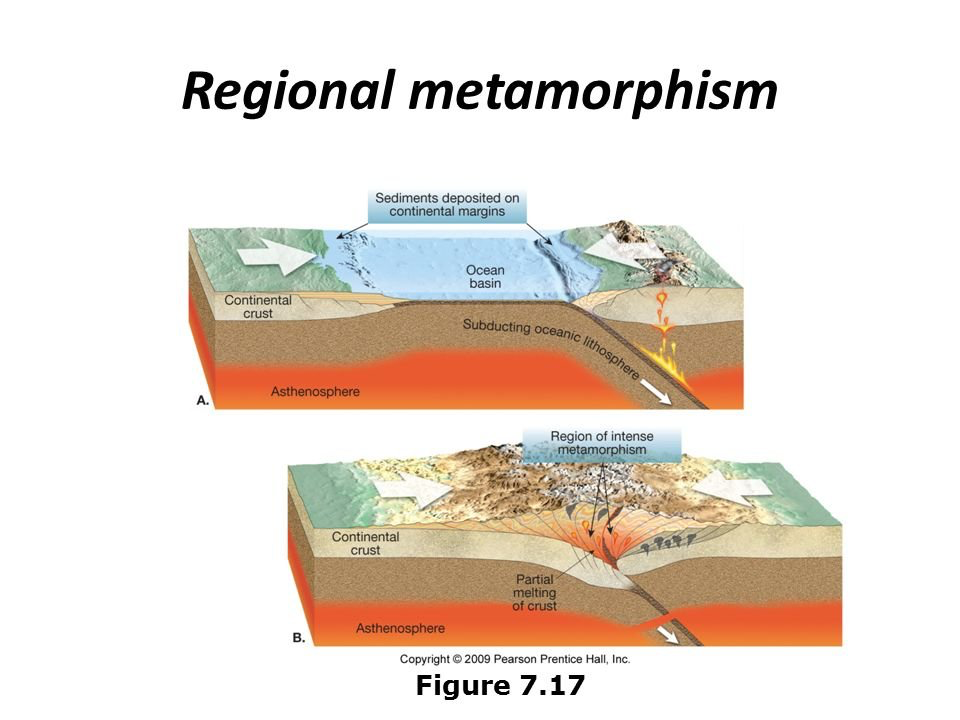 Regional metamorphism
Sediments deposited on
continental margins
Ocean
basin
Continental
crust
Subducting oceanic lithosphere
Asthenosphere
A.
Region of intense
metamorphism
Continental
crust
Partial
melting
of crust
Asthenosphere
B.
Copyright © 2009 Pearson Prentice Hall, Inc.
Figure 7.17